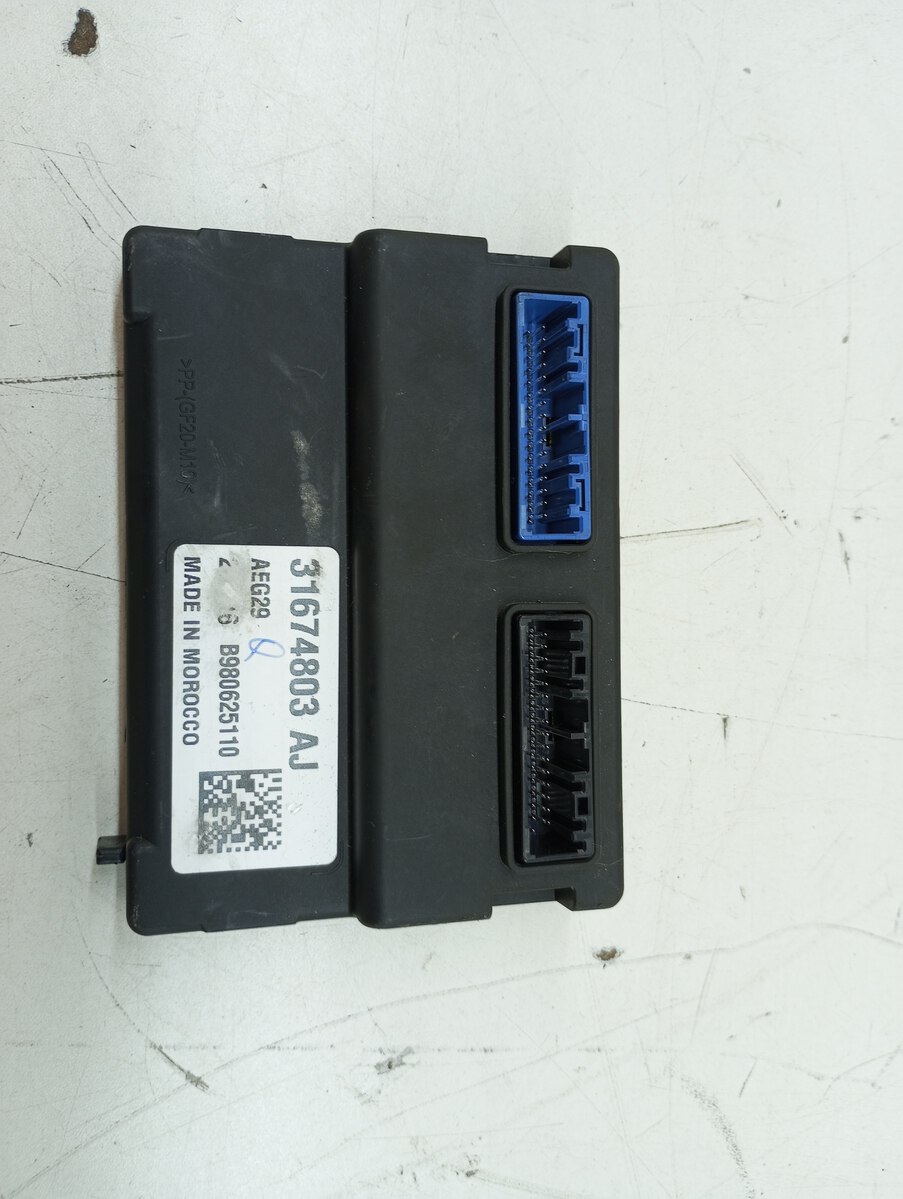 31674803 AJ
AEG29 Q
B980625110
MADE IN MOROCCO
>PP-(GF20-M10)<